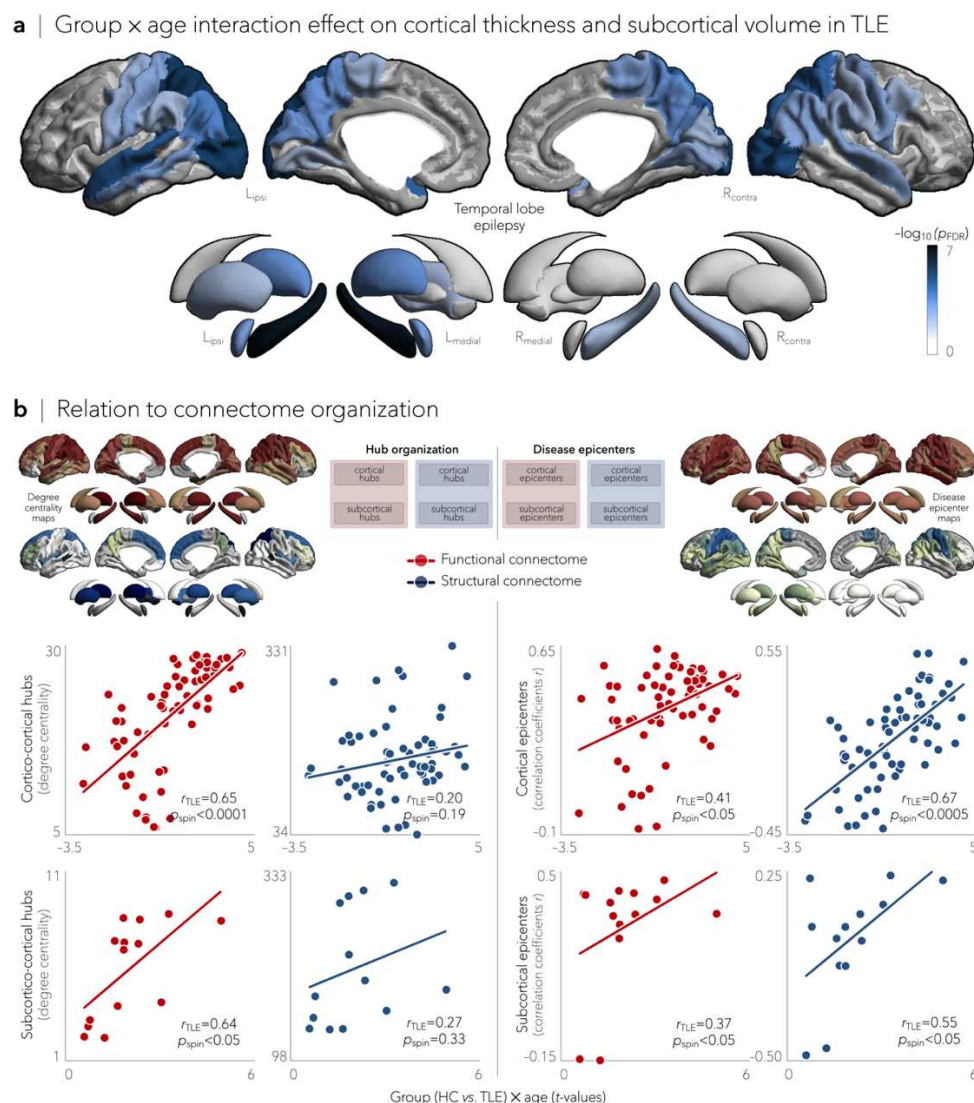 a | Group × age interaction effect on cortical thickness and subcortical volume in TLE
L_ipsi
Temporal lobe
epilepsy
R_contra
−log₁₀ (p_FDR)
7
0
L_ipsi
L_medial
R_medial
R_contra
b | Relation to connectome organization
Degree
centrality
maps
Hub organization
Disease epicenters
cortical
hubs
cortical
hubs
cortical
epicenters
cortical
epicenters
subcortical
hubs
subcortical
hubs
subcortical
epicenters
subcortical
epicenters
Disease
epicenter
maps
Functional connectome
Structural connectome
Cortico-cortical hubs
(degree centrality)
30
5
−3.5
5
r_TLE=0.65
p_spin<0.0001
331
34
−3.5
5
r_TLE=0.20
p_spin=0.19
Cortical epicenters
(correlation coefficients r)
0.65
−0.1
−3.5
5
r_TLE=0.41
p_spin<0.05
0.55
−0.45
−3.5
5
r_TLE=0.67
p_spin<0.0005
Subcortico-cortical hubs
(degree centrality)
11
1
0
6
r_TLE=0.64
p_spin<0.05
333
98
0
6
r_TLE=0.27
p_spin=0.33
Subcortical epicenters
(correlation coefficients r)
0.5
−0.15
0
6
r_TLE=0.37
p_spin<0.05
0.25
−0.50
0
6
r_TLE=0.55
p_spin<0.05
Group (HC vs. TLE) × age (t-values)